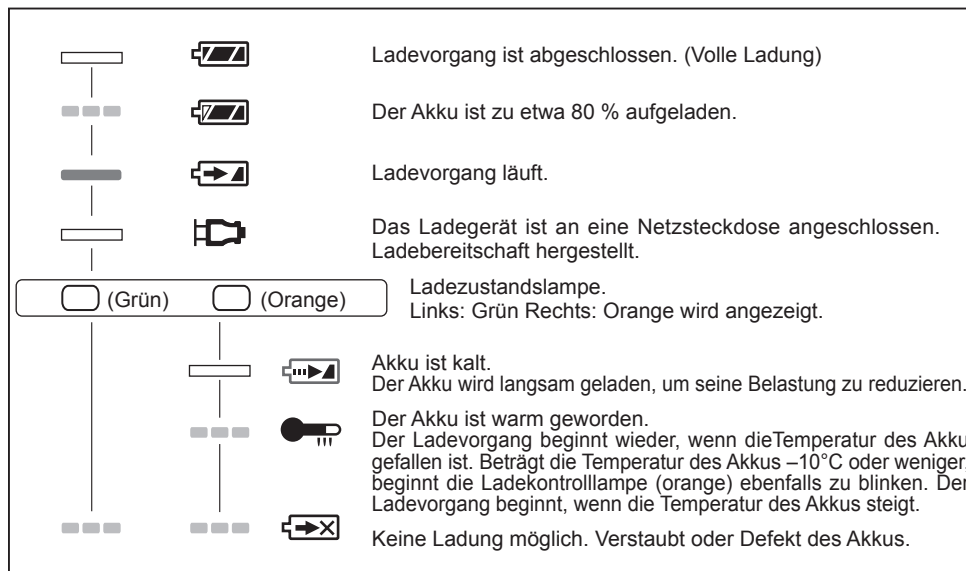 Ladevorgang ist abgeschlossen. (Volle Ladung)
Der Akku ist zu etwa 80 % aufgeladen.
Ladevorgang läuft.
Das Ladegerät ist an eine Netzsteckdose angeschlossen.
Ladebereitschaft hergestellt.
(Grün) (Orange)
Ladezustandslampe.
Links: Grün Rechts: Orange wird angezeigt.
Akku ist kalt.
Der Akku wird langsam geladen, um seine Belastung zu reduzieren.
Der Akku ist warm geworden.
Der Ladevorgang beginnt wieder, wenn dieTemperatur des Akku
gefallen ist. Beträgt die Temperatur des Akkus –10°C oder weniger,
beginnt die Ladekontrolllampe (orange) ebenfalls zu blinken. Der
Ladevorgang beginnt, wenn die Temperatur des Akkus steigt.
Keine Ladung möglich. Verstaubt oder Defekt des Akkus.